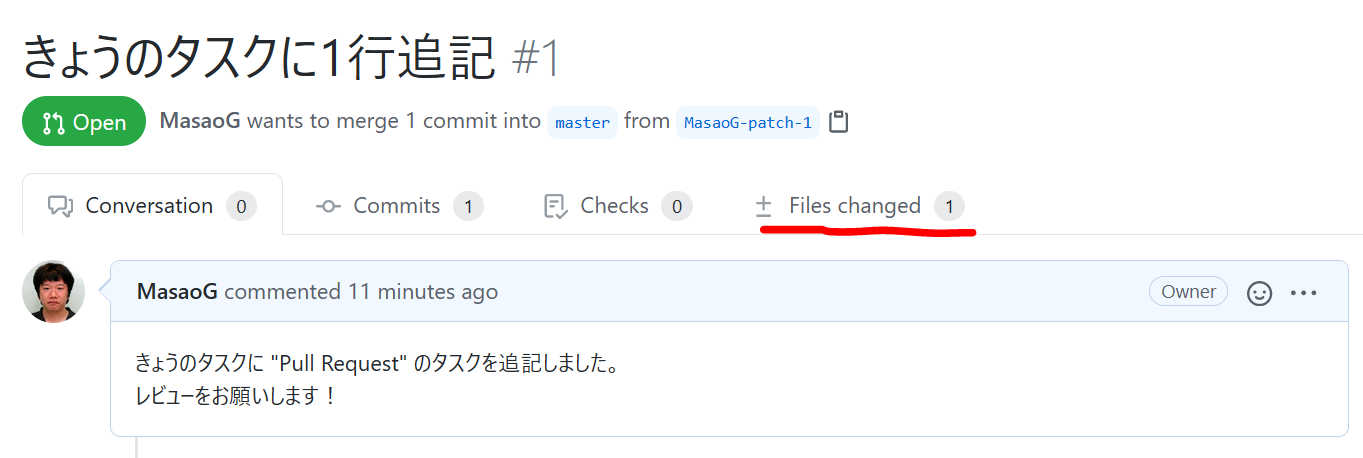 きょうのタスクに1行追記 #1
Open MasaoG wants to merge 1 commit into master from MasaoG-patch-1
Conversation 0 Commits 1 Checks 0 Files changed 1
MasaoG commented 11 minutes ago Owner
きょうのタスクに "Pull Request" のタスクを追記しました。
レビューをお願いします！